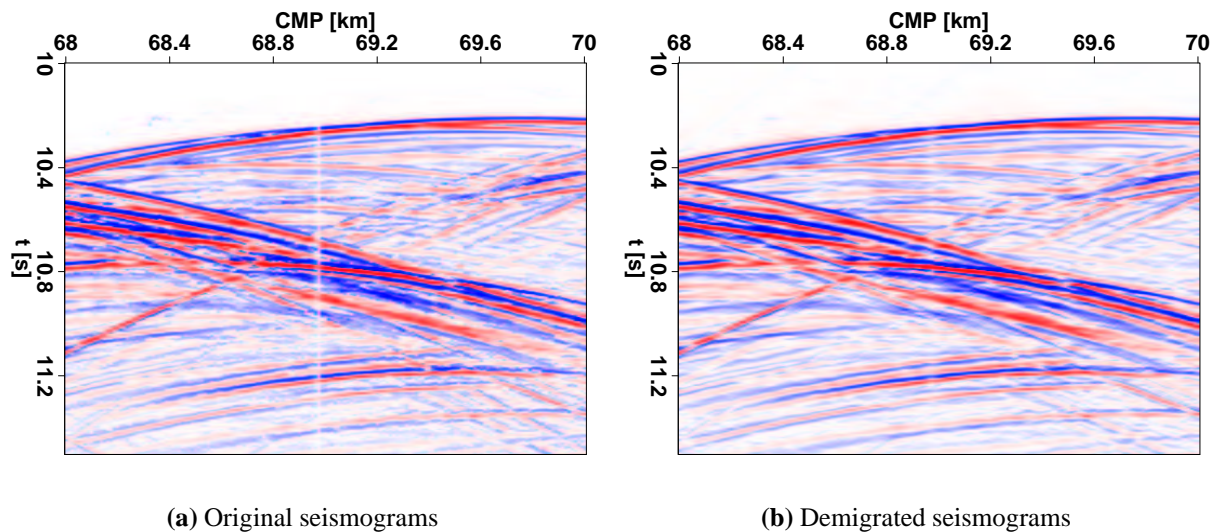 CMP [km]
68 68.4 68.8 69.2 69.6 70
10
10.4
10.8
11.2
t [s]
(a) Original seismograms
CMP [km]
68 68.4 68.8 69.2 69.6 70
10
10.4
10.8
11.2
t [s]
(b) Demigrated seismograms